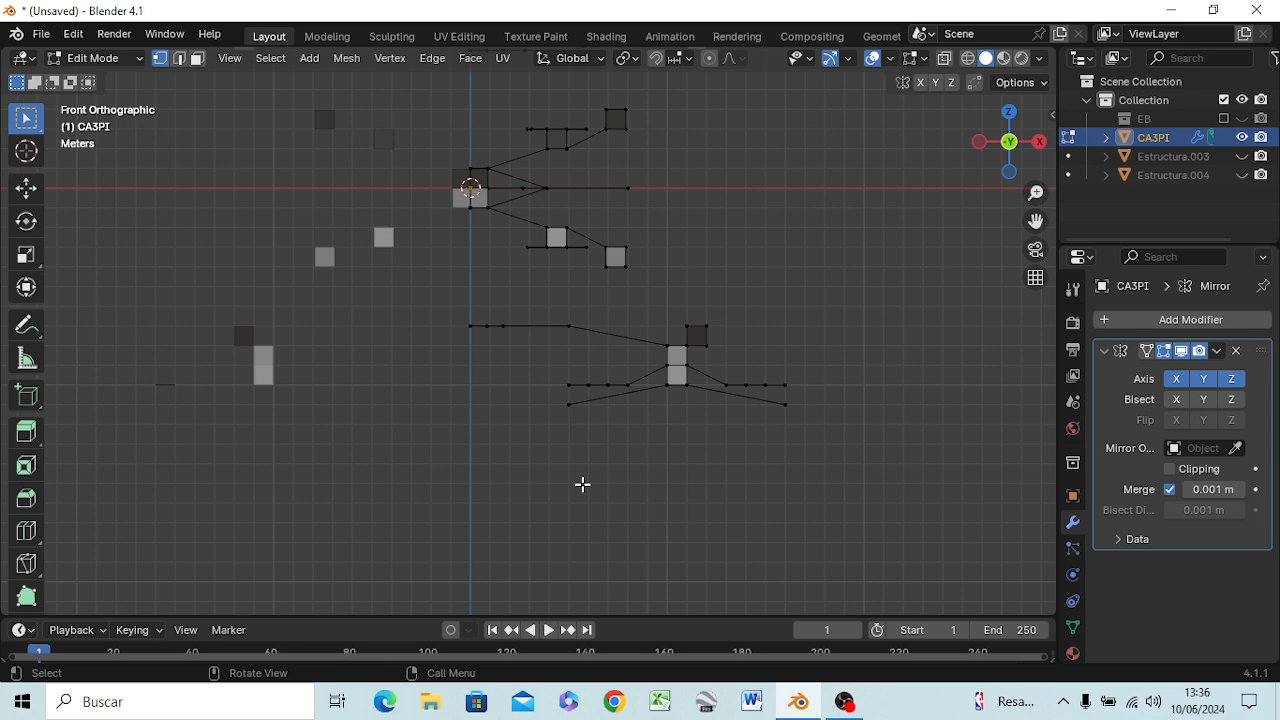 * (Unsaved) - Blender 4.1
File Edit Render Window Help Layout Modeling Sculpting UV Editing Texture Paint Shading Animation Rendering Compositing Geomet Scene ViewLayer
Edit Mode View Select Add Mesh Vertex Edge Face UV Global Search
X Y Z Options
Front Orthographic
(1) CA3PI
Meters
Z
-Y
X
Scene Collection
Collection
EB
CA3PI
Estructura.003
Estructura.004
Search
CA3PI > Mirror
+ Add Modifier
Axis X Y Z
Bisect X Y Z
Flip X Y Z
Mirror O... Object
Clipping
Merge 0.001 m
Bisect Di... 0.001 m
Data
Playback Keying View Marker 1 Start 1 End 250
1 20 40 60 80 100 120 140 160 180 200 220 240
Select Rotate View Call Menu 4.1.1
Buscar Resa... 13:36
10/06/2024